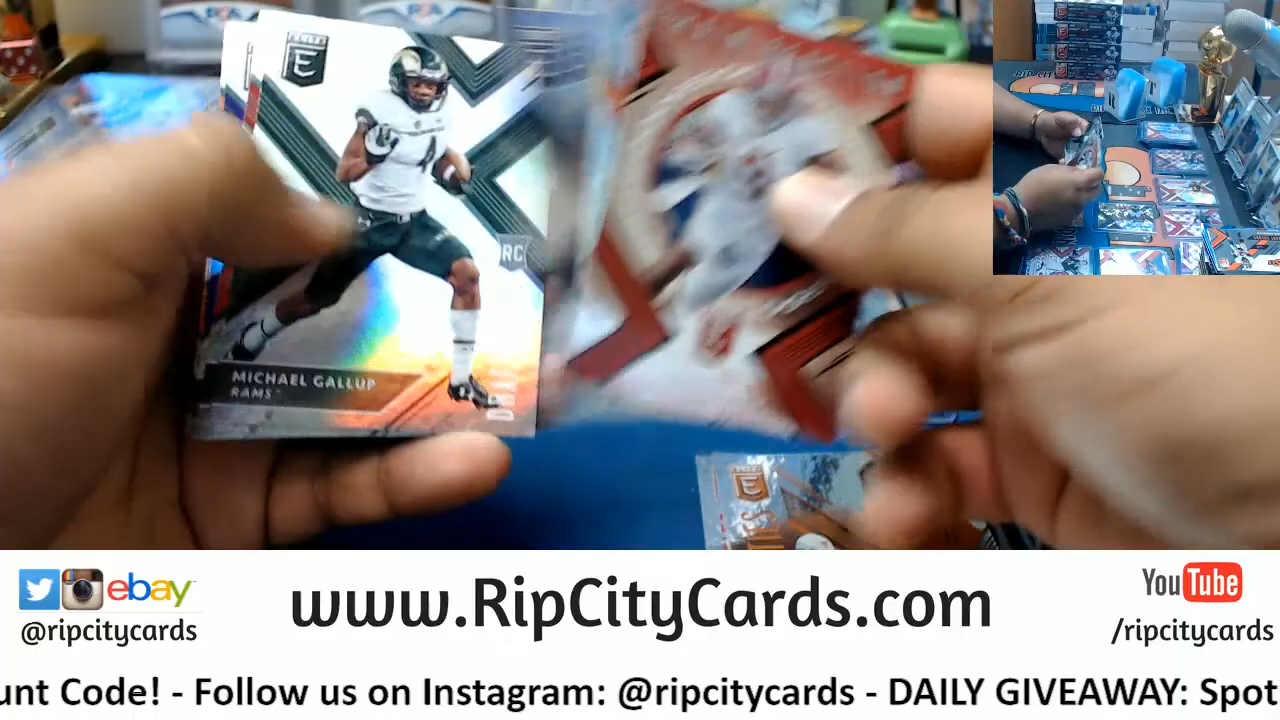 E
4
RC
MICHAEL GALLUP
RAMS
E
ebay
@ripcitycards
www.RipCityCards.com
YouTube
/ripcitycards
unt Code! - Follow us on Instagram: @ripcitycards - DAILY GIVEAWAY: Spot